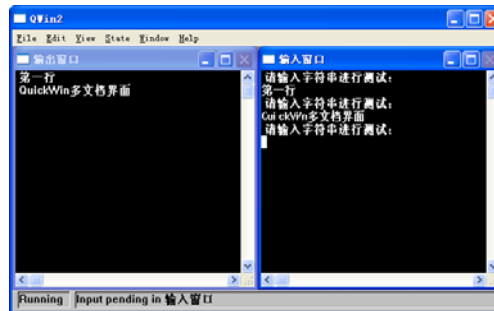 QWin2
File Edit View State Window Help
输出窗口
第一行
QuickWin多文档界面
输入窗口
请输入字符串进行测试：
第一行
请输入字符串进行测试：
QuickWin多文档界面
请输入字符串进行测试：
Running Input pending in 输入窗口